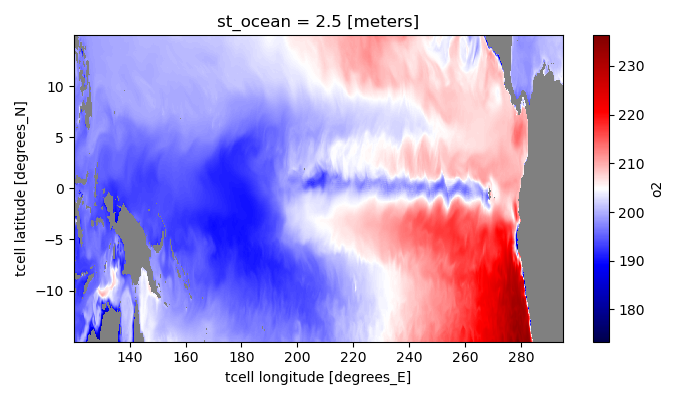 st_ocean = 2.5 [meters]
10
5
0
−5
−10
tcell latitude [degrees_N]
140 160 180 200 220 240 260 280
tcell longitude [degrees_E]
230
220
210
200
190
180
o2